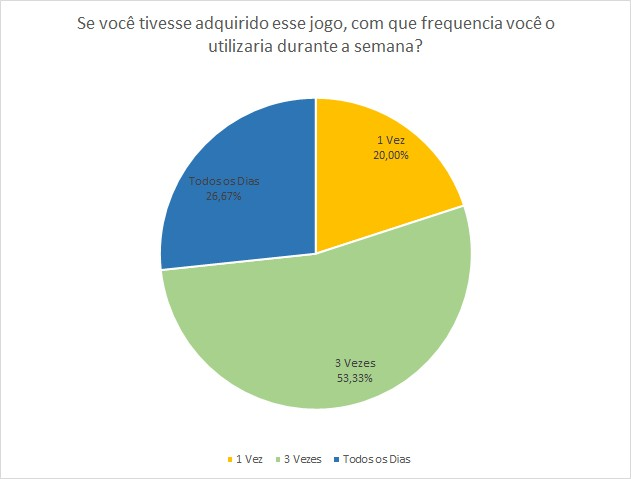 Se você tivesse adquirido esse jogo, com que frequencia você o
utilizaria durante a semana?
1 Vez
20,00%
Todos os Dias
26,67%
3 Vezes
53,33%
1 Vez 3 Vezes Todos os Dias